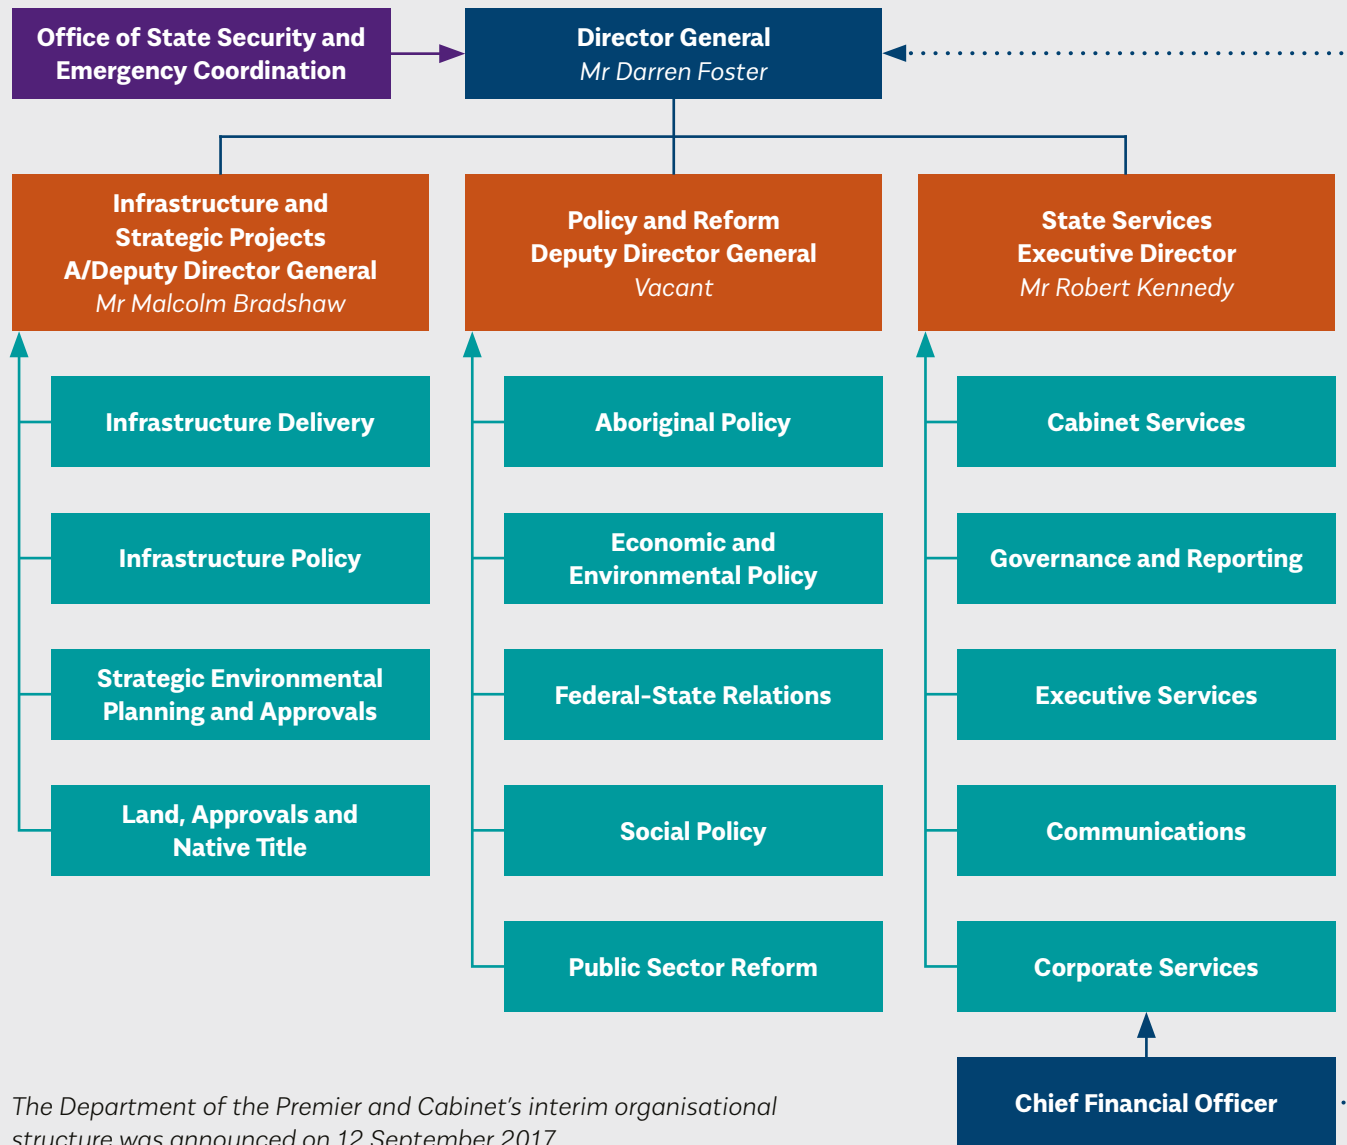 Office of State Security and
Emergency Coordination
Director General
Mr Darren Foster
Infrastructure and
Strategic Projects
A/Deputy Director General
Mr Malcolm Bradshaw
Policy and Reform
Deputy Director General
Vacant
State Services
Executive Director
Mr Robert Kennedy
Infrastructure Delivery
Infrastructure Policy
Strategic Environmental
Planning and Approvals
Land, Approvals and
Native Title
Aboriginal Policy
Economic and
Environmental Policy
Federal-State Relations
Social Policy
Public Sector Reform
Cabinet Services
Governance and Reporting
Executive Services
Communications
Corporate Services
Chief Financial Officer
The Department of the Premier and Cabinet's interim organisational
structure was announced on 12 September 2017